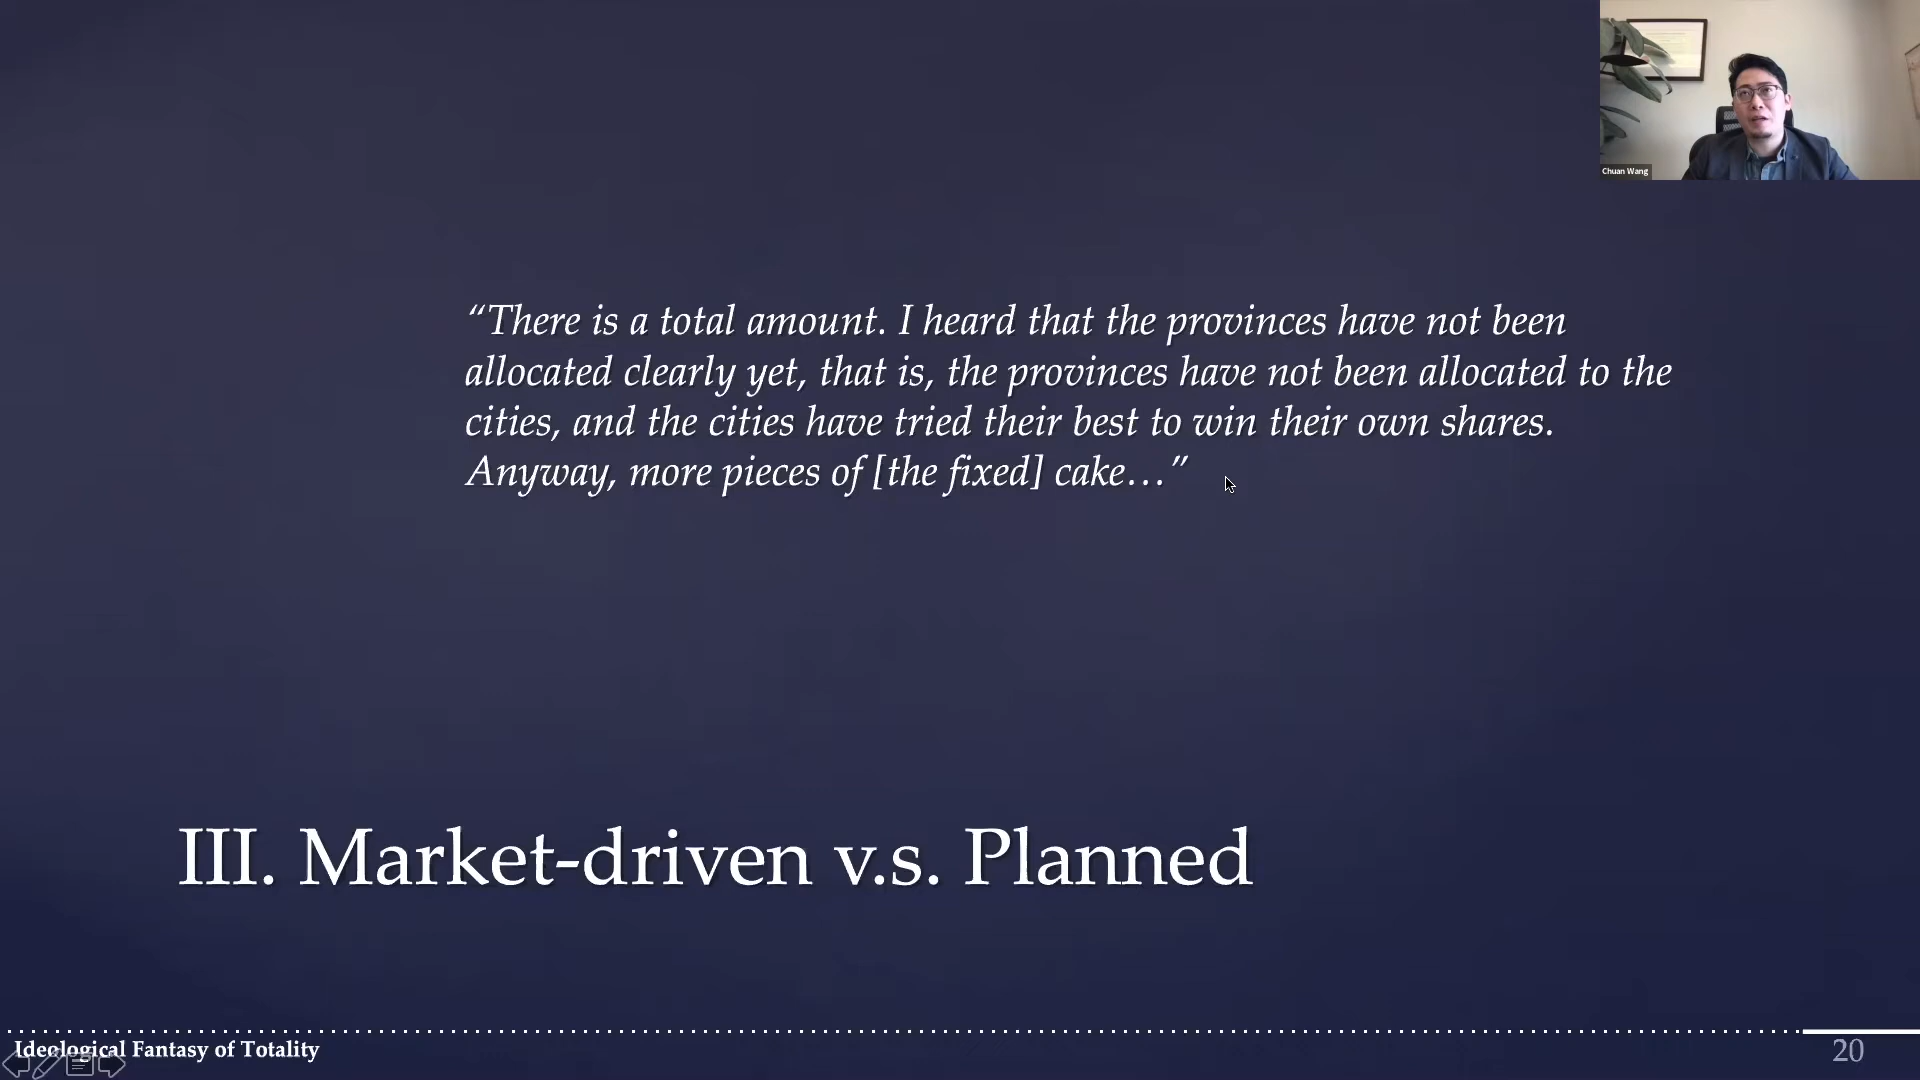 Chuan Wang
“There is a total amount. I heard that the provinces have not been
allocated clearly yet, that is, the provinces have not been allocated to the
cities, and the cities have tried their best to win their own shares.
Anyway, more pieces of [the fixed] cake…”
III. Market-driven v.s. Planned
Ideological Fantasy of Totality
20